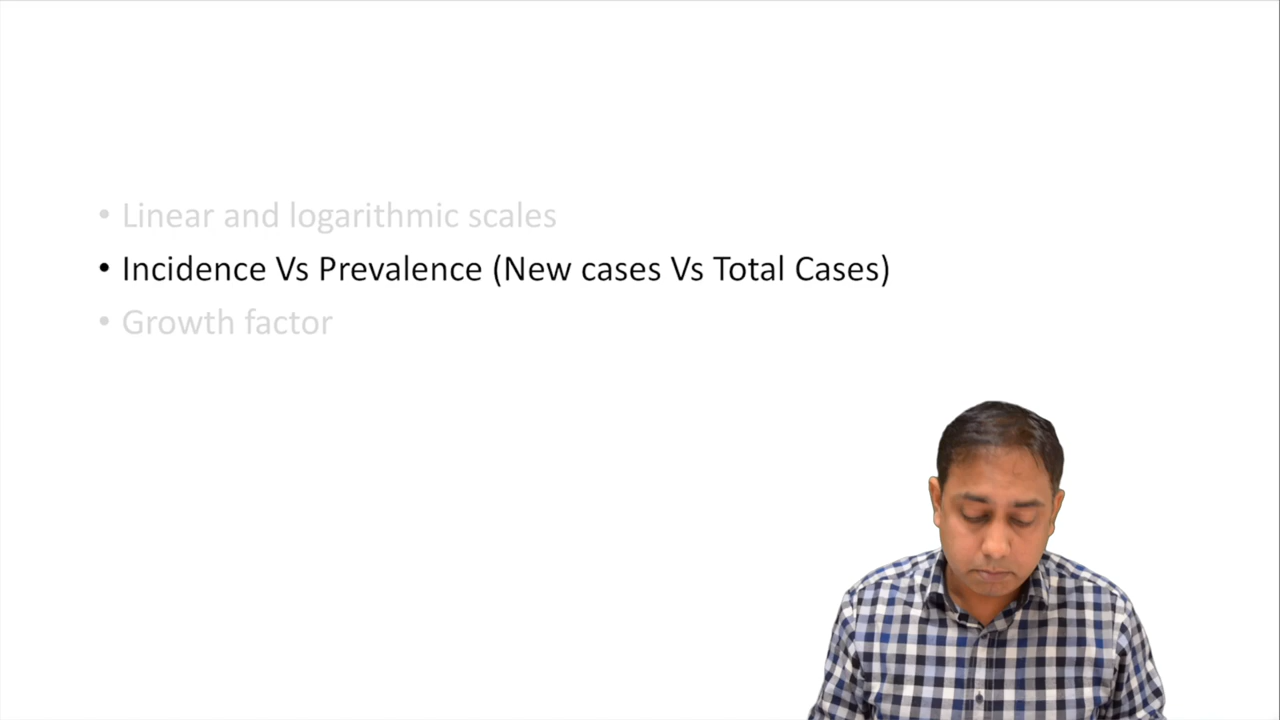 • Linear and logarithmic scales
• Incidence Vs Prevalence (New cases Vs Total Cases)
• Growth factor